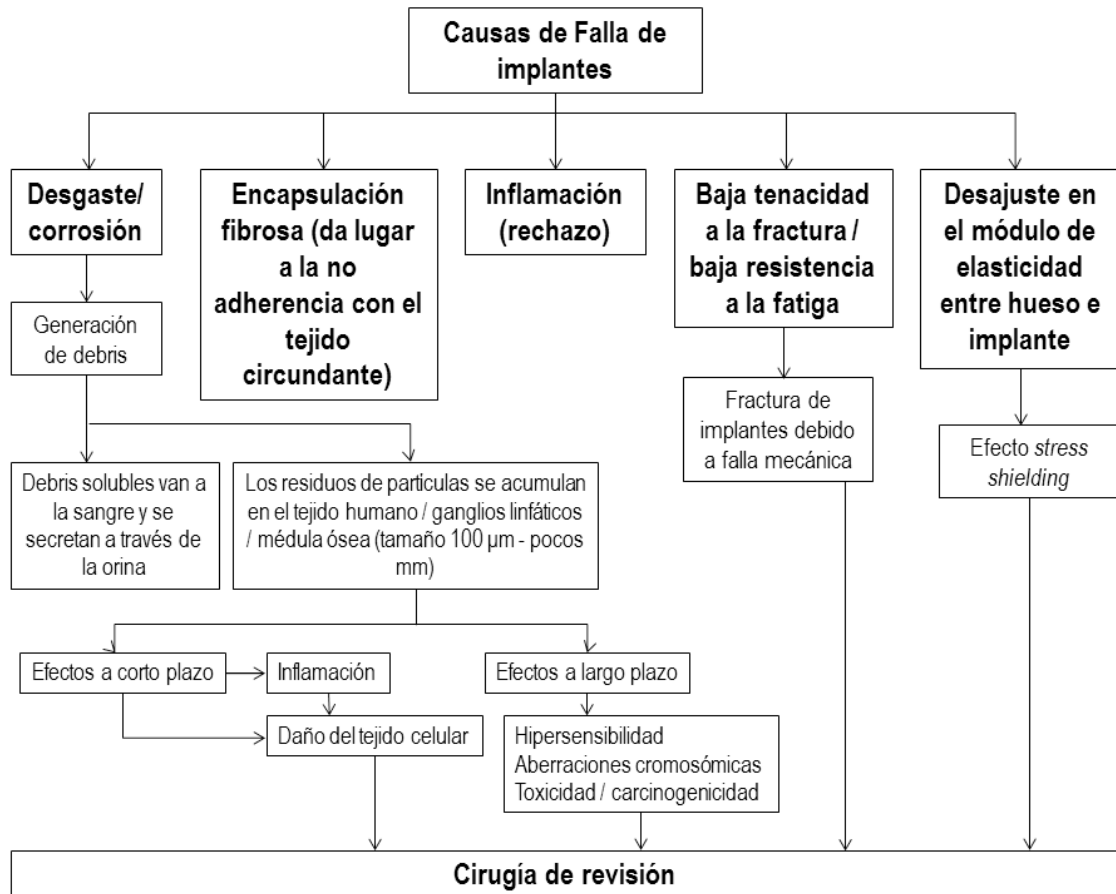 Causas de Falla de
implantes
Desgaste/
corrosión
Encapsulación
fibrosa (da lugar
a la no
adherencia con el
tejido
circundante)
Inflamación
(rechazo)
Baja tenacidad
a la fractura /
baja resistencia
a la fatiga
Desajuste en
el módulo de
elasticidad
entre hueso e
implante
Generación
de debris
Fractura de
implantes debido
a falla mecánica
Efecto stress
shielding
Debris solubles van a
la sangre y se
secretan a través de
la orina
Los residuos de particulas se acumulan
en el tejido humano / ganglios linfáticos
/ médula ósea (tamaño 100 µm - pocos
mm)
Efectos a corto plazo
Inflamación
Efectos a largo plazo
Daño del tejido celular
Hipersensibilidad
Aberraciones cromosómicas
Toxicidad / carcinogenicidad
Cirugía de revisión